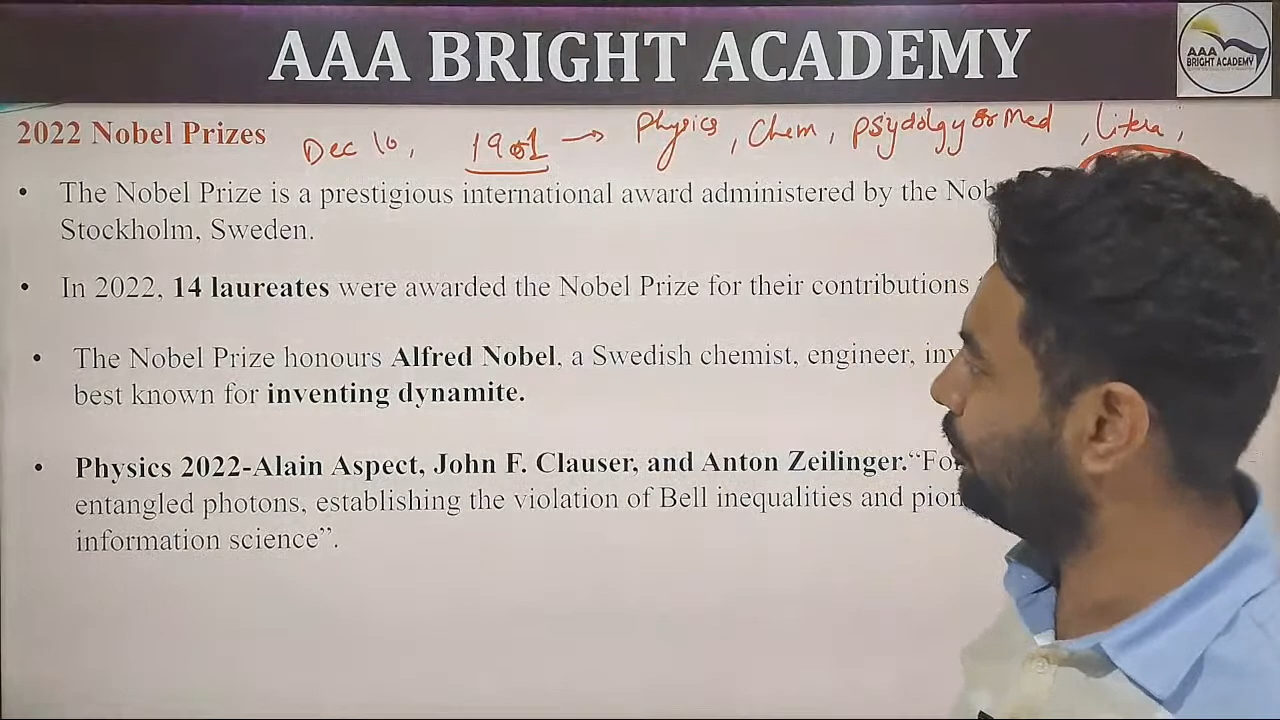 AAA BRIGHT ACADEMY
AAA
BRIGHT ACADEMY
2022 Nobel Prizes
Dec 10, 1901 → Physics, Chem, psydolgy or Med, litera,
• The Nobel Prize is a prestigious international award administered by the Nob
Stockholm, Sweden.
• In 2022, 14 laureates were awarded the Nobel Prize for their contributions
• The Nobel Prize honours Alfred Nobel, a Swedish chemist, engineer, inv
best known for inventing dynamite.
• Physics 2022-Alain Aspect, John F. Clauser, and Anton Zeilinger.“Fo
entangled photons, establishing the violation of Bell inequalities and pion
information science”.